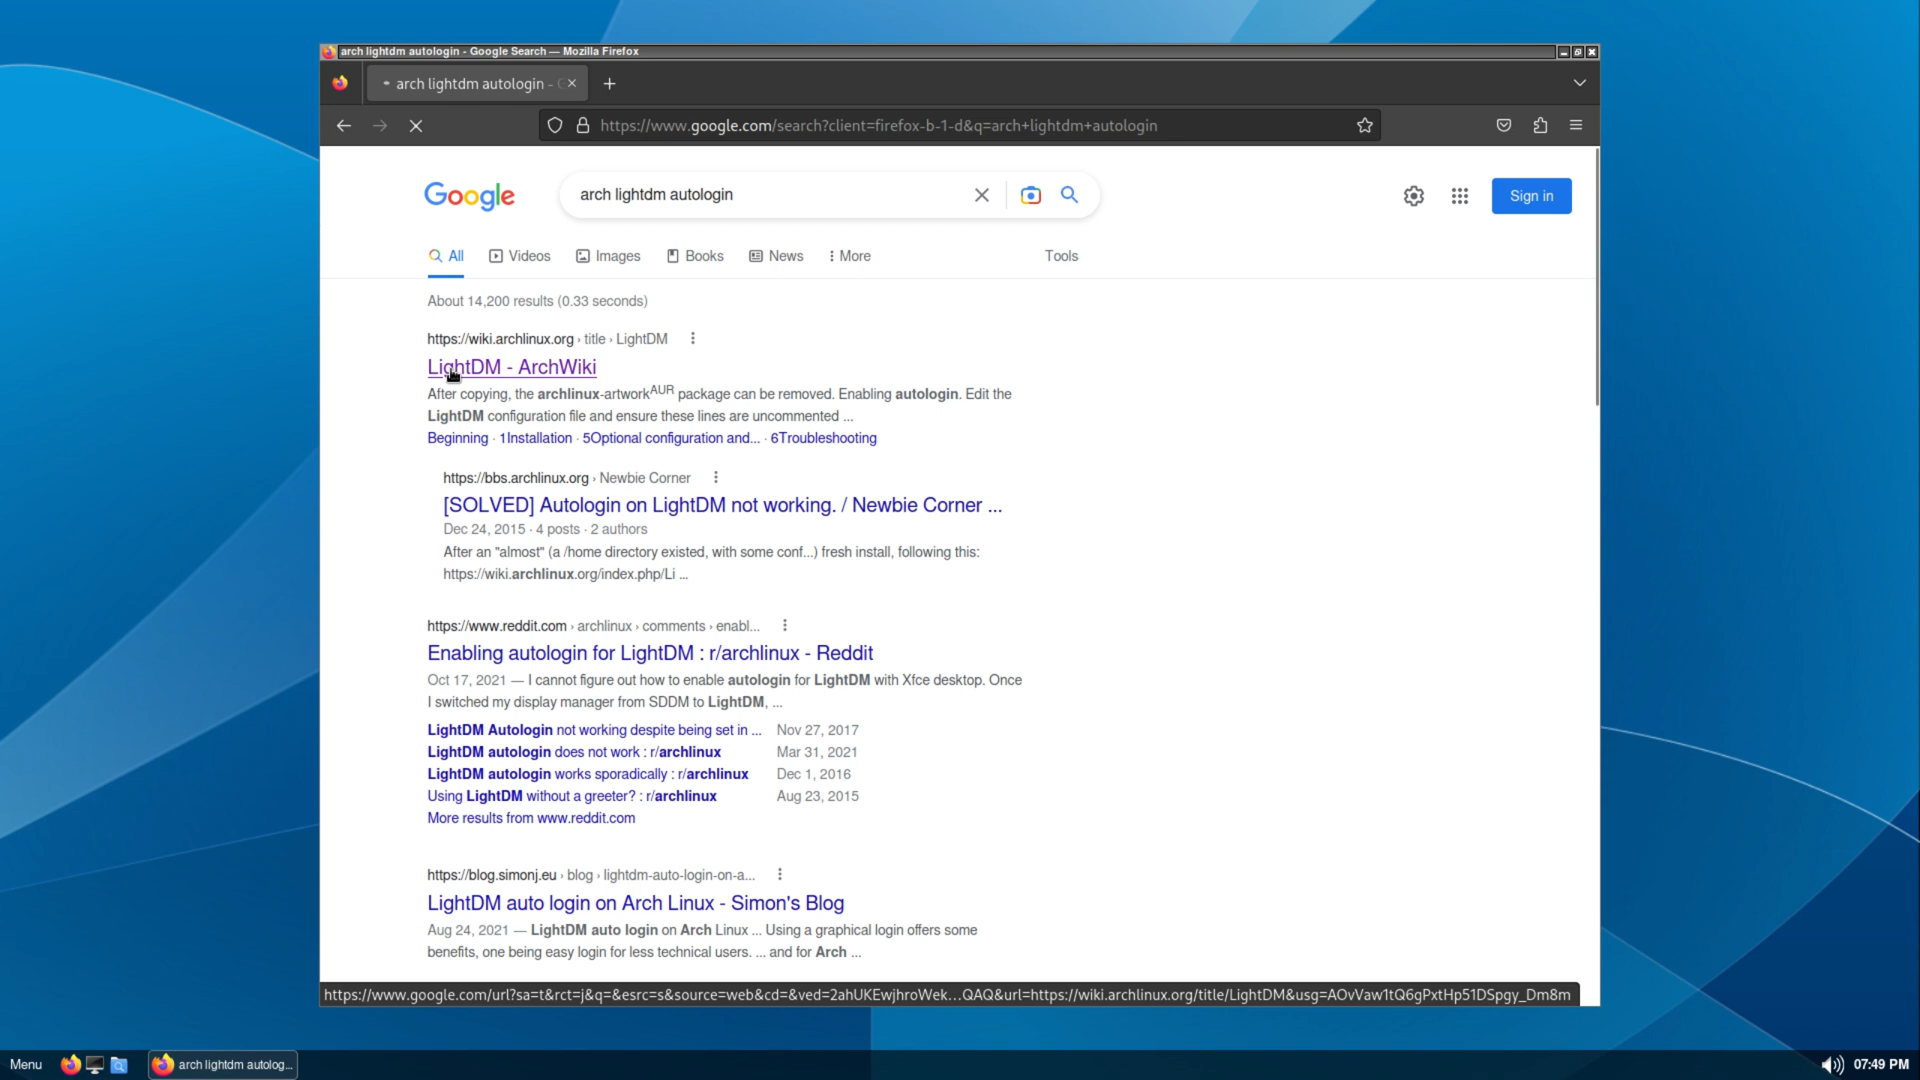 arch lightdm autologin - Google Search — Mozilla Firefox
arch lightdm autologin -
https://www.google.com/search?client=firefox-b-1-d&q=arch+lightdm+autologin
Google
arch lightdm autologin
Sign in
All
Videos
Images
Books
News
More
Tools
About 14,200 results (0.33 seconds)
https://wiki.archlinux.org › title › LightDM
LightDM - ArchWiki
After copying, the archlinux-artworkAUR package can be removed. Enabling autologin. Edit the
LightDM configuration file and ensure these lines are uncommented ...
Beginning · 1Installation · 5Optional configuration and... · 6Troubleshooting
https://bbs.archlinux.org › Newbie Corner
[SOLVED] Autologin on LightDM not working. / Newbie Corner ...
Dec 24, 2015 · 4 posts · 2 authors
After an "almost" (a /home directory existed, with some conf...) fresh install, following this:
https://wiki.archlinux.org/index.php/Li ...
https://www.reddit.com › archlinux › comments › enabl...
Enabling autologin for LightDM : r/archlinux - Reddit
Oct 17, 2021 — I cannot figure out how to enable autologin for LightDM with Xfce desktop. Once
I switched my display manager from SDDM to LightDM, ...
LightDM Autologin not working despite being set in ... Nov 27, 2017
LightDM autologin does not work : r/archlinux Mar 31, 2021
LightDM autologin works sporadically : r/archlinux Dec 1, 2016
Using LightDM without a greeter? : r/archlinux Aug 23, 2015
More results from www.reddit.com
https://blog.simonj.eu › blog › lightdm-auto-login-on-a...
LightDM auto login on Arch Linux - Simon's Blog
Aug 24, 2021 — LightDM auto login on Arch Linux ... Using a graphical login offers some
benefits, one being easy login for less technical users. ... and for Arch ...
https://www.google.com/url?sa=t&rct=j&q=&esrc=s&source=web&cd=&ved=2ahUKEwjhroWek...QAQ&url=https://wiki.archlinux.org/title/LightDM&usg=AOvVaw1tQ6gPxtHp51DSpgy_Dm8m
Menu
arch lightdm autolog...
07:49 PM